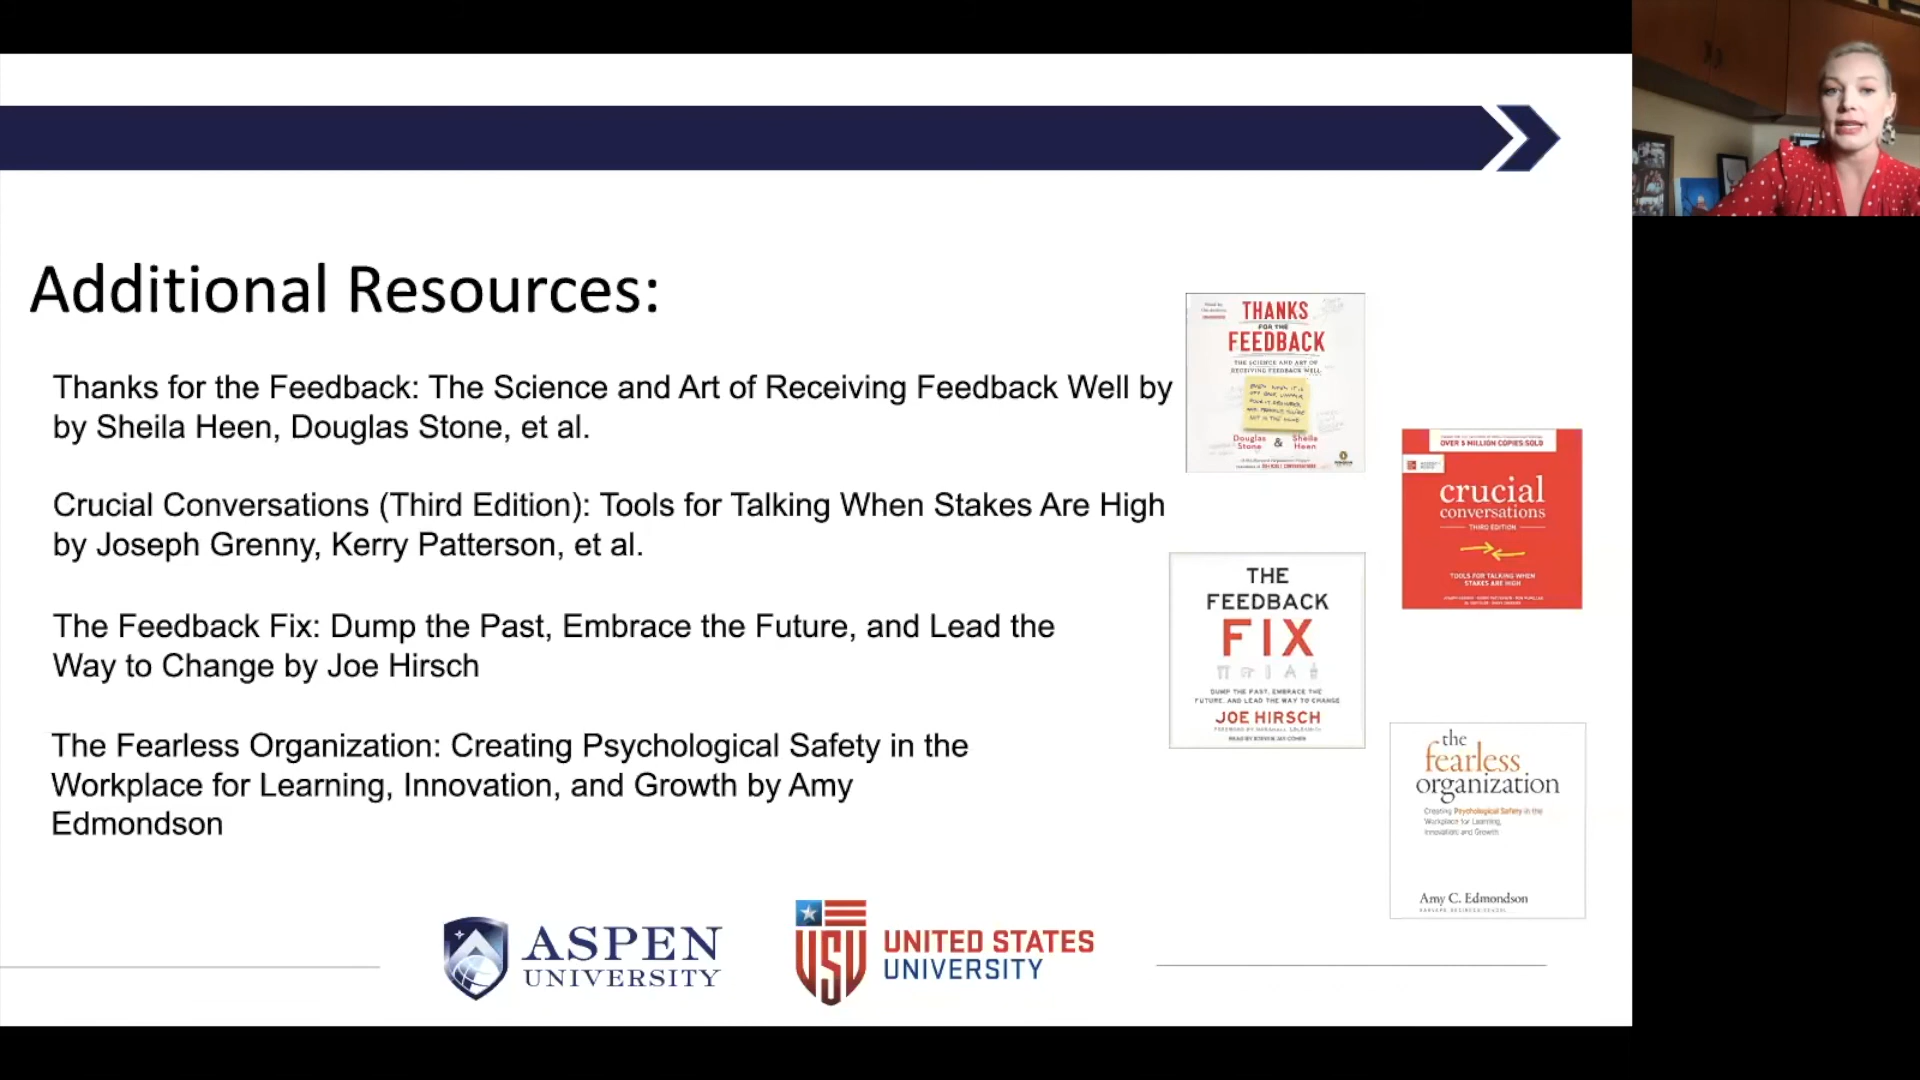 Additional Resources:
Thanks for the Feedback: The Science and Art of Receiving Feedback Well by
by Sheila Heen, Douglas Stone, et al.
Crucial Conversations (Third Edition): Tools for Talking When Stakes Are High
by Joseph Grenny, Kerry Patterson, et al.
The Feedback Fix: Dump the Past, Embrace the Future, and Lead the
Way to Change by Joe Hirsch
The Fearless Organization: Creating Psychological Safety in the
Workplace for Learning, Innovation, and Growth by Amy
Edmondson
THANKS
FOR THE
FEEDBACK
THE SCIENCE AND ART OF
RECEIVING FEEDBACK WELL
Douglas
Stone
&
Sheila
Heen
OVER 5 MILLION COPIES SOLD
crucial
conversations
THIRD EDITION
TOOLS FOR TALKING WHEN
STAKES ARE HIGH
THE
FEEDBACK
FIX
DUMP THE PAST, EMBRACE THE
FUTURE, AND LEAD THE WAY TO CHANGE
JOE HIRSCH
the
fearless
organization
Creating Psychological Safety in the
Workplace for Learning,
Innovation, and Growth
Amy C. Edmondson
ASPEN
UNIVERSITY
USU
UNITED STATES
UNIVERSITY